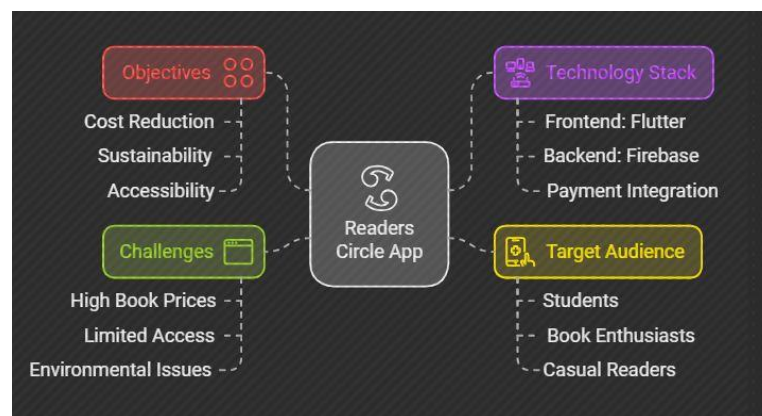 Objectives
Cost Reduction
Sustainability
Accessibility
Challenges
High Book Prices
Limited Access
Environmental Issues
Readers
Circle App
Technology Stack
Frontend: Flutter
Backend: Firebase
Payment Integration
Target Audience
Students
Book Enthusiasts
Casual Readers